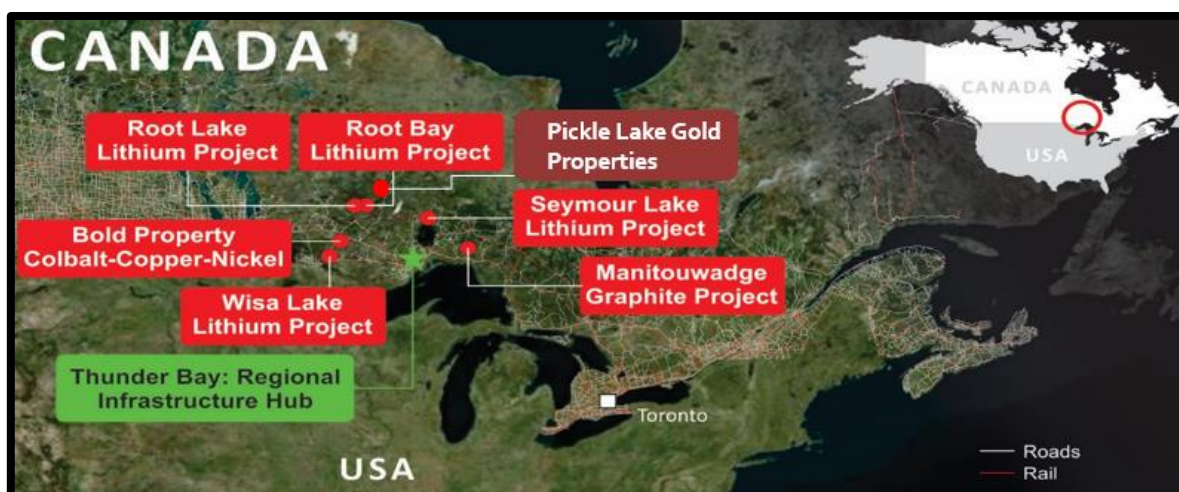 CANADA
Root Lake
Lithium Project
Root Bay
Lithium Project
Pickle Lake Gold
Properties
CANADA
USA
Bold Property
Colbalt-Copper-Nickel
Seymour Lake
Lithium Project
Wisa Lake
Lithium Project
Manitouwadge
Graphite Project
Thunder Bay: Regional
Infrastructure Hub
Toronto
USA
Roads
Rail